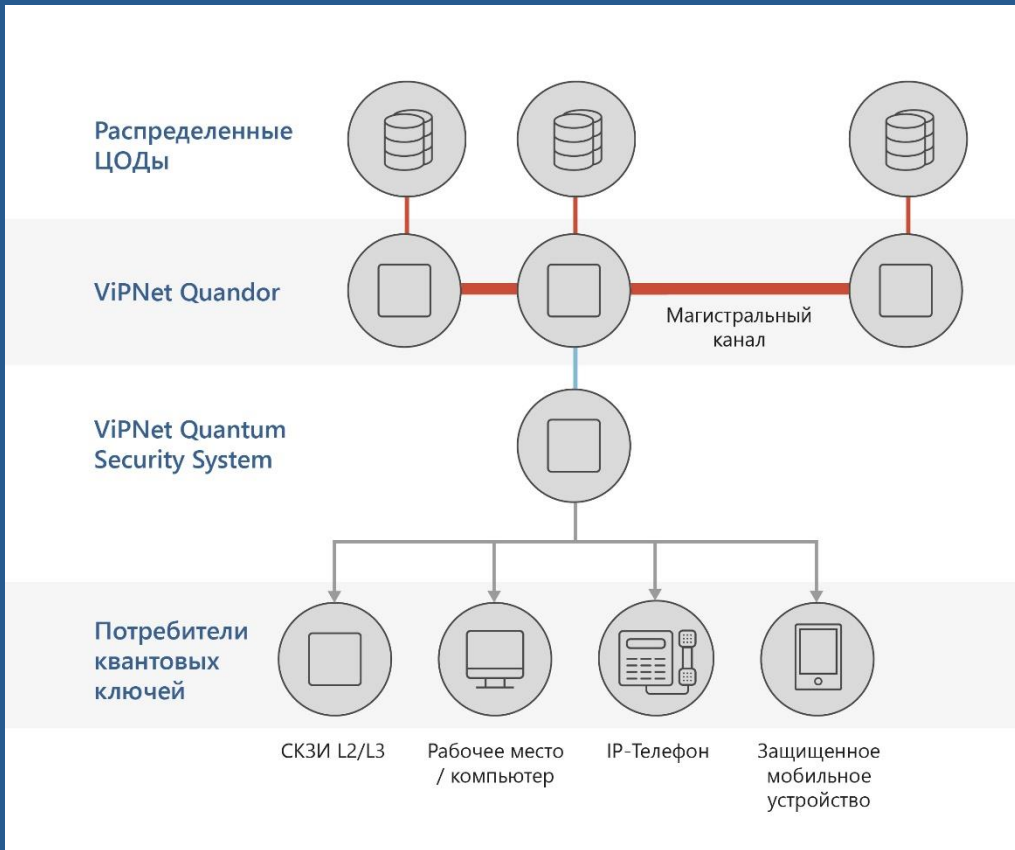 Распределенные
ЦОДы
ViPNet Quandor
Магистральный
канал
ViPNet Quantum
Security System
Потребители
квантовых
ключей
СКЗИ L2/L3
Рабочее место
/ компьютер
IP-Телефон
Защищенное
мобильное
устройство